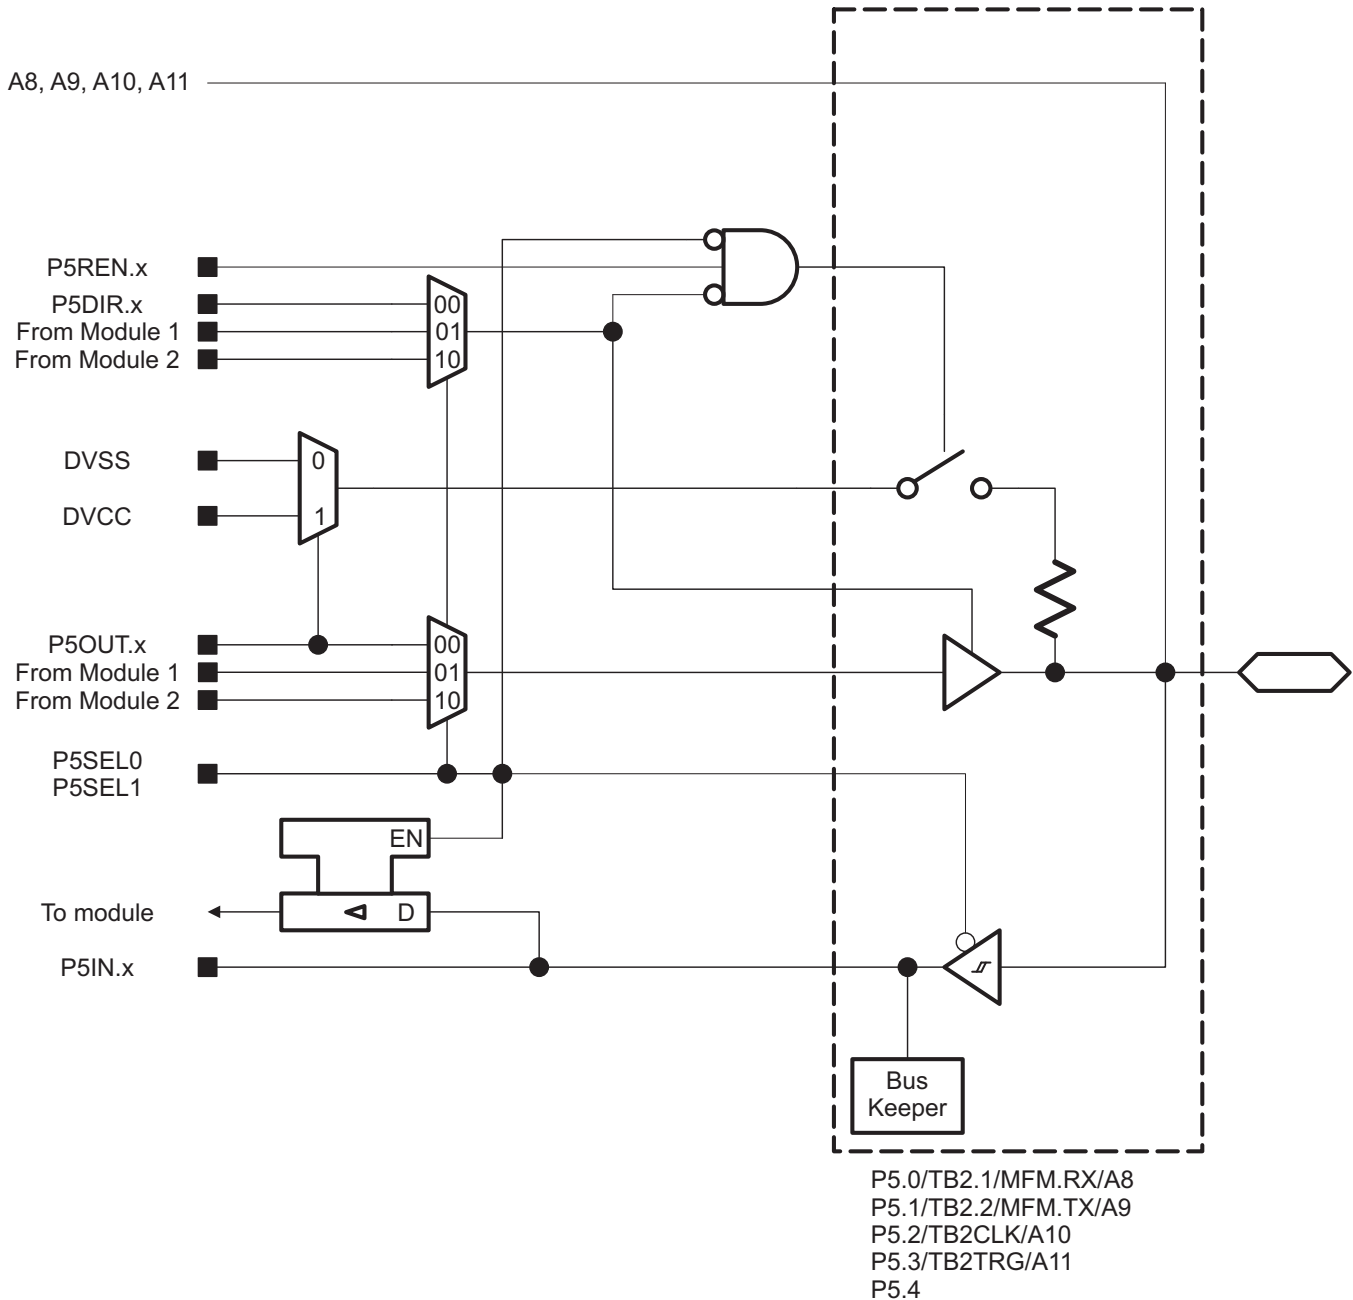 A8, A9, A10, A11
P5REN.x
P5DIR.x
00
From Module 1
01
From Module 2
10
DVSS
0
DVCC
1
P5OUT.x
00
From Module 1
01
From Module 2
10
P5SEL0
P5SEL1
EN
To module
D
P5IN.x
Bus
Keeper
P5.0/TB2.1/MFM.RX/A8
P5.1/TB2.2/MFM.TX/A9
P5.2/TB2CLK/A10
P5.3/TB2TRG/A11
P5.4